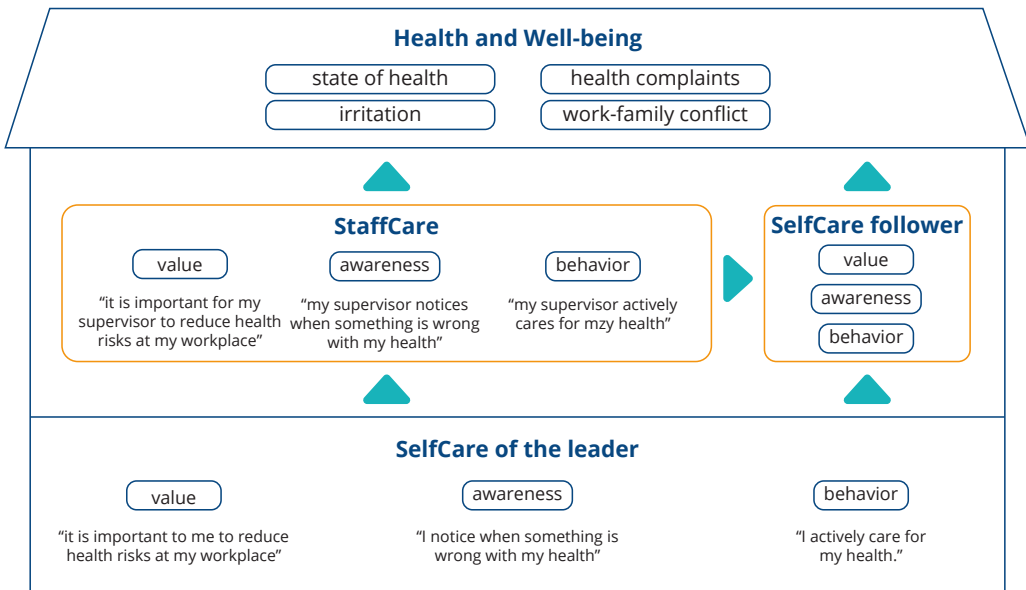 Health and Well-being
state of health
health complaints
irritation
work-family conflict
StaffCare
value
awareness
behavior
“it is important for my
supervisor to reduce health
risks at my workplace”
“my supervisor notices
when something is wrong
with my health”
“my supervisor actively
cares for mzy health”
SelfCare follower
value
awareness
behavior
SelfCare of the leader
value
awareness
behavior
“it is important to me to reduce
health risks at my workplace”
“I notice when something is
wrong with my health”
“I actively care for
my health.”